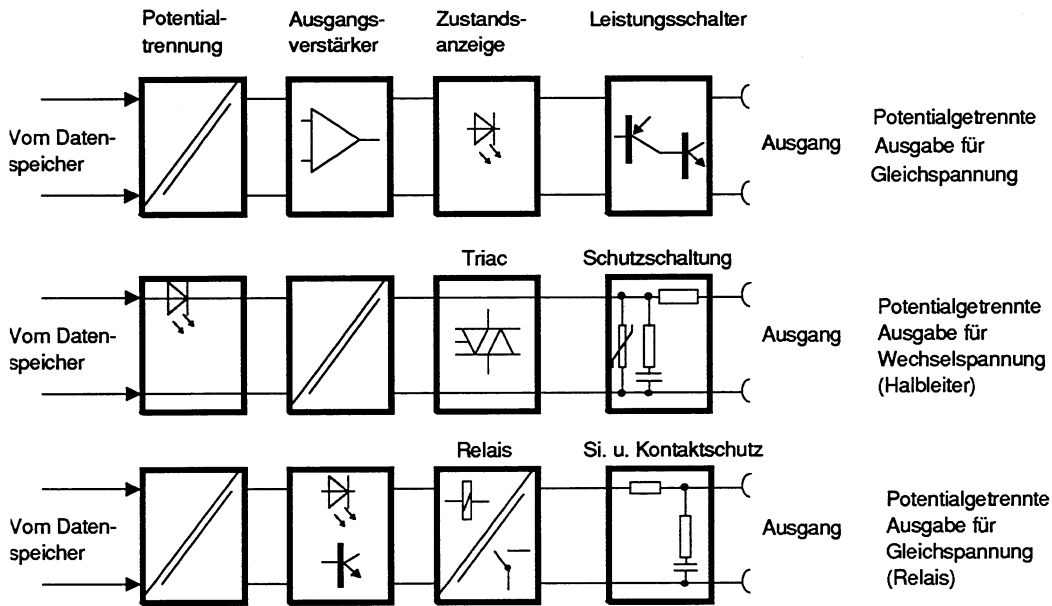 Potential-
trennung
Ausgangs-
verstärker
Zustands-
anzeige
Leistungsschalter
Vom Daten-
speicher
Ausgang
Potentialgetrennte
Ausgabe für
Gleichspannung
Triac
Schutzschaltung
Vom Daten-
speicher
Ausgang
Potentialgetrennte
Ausgabe für
Wechselspannung
(Halbleiter)
Relais
Si. u. Kontaktschutz
Vom Daten-
speicher
Ausgang
Potentialgetrennte
Ausgabe für
Gleichspannung
(Relais)